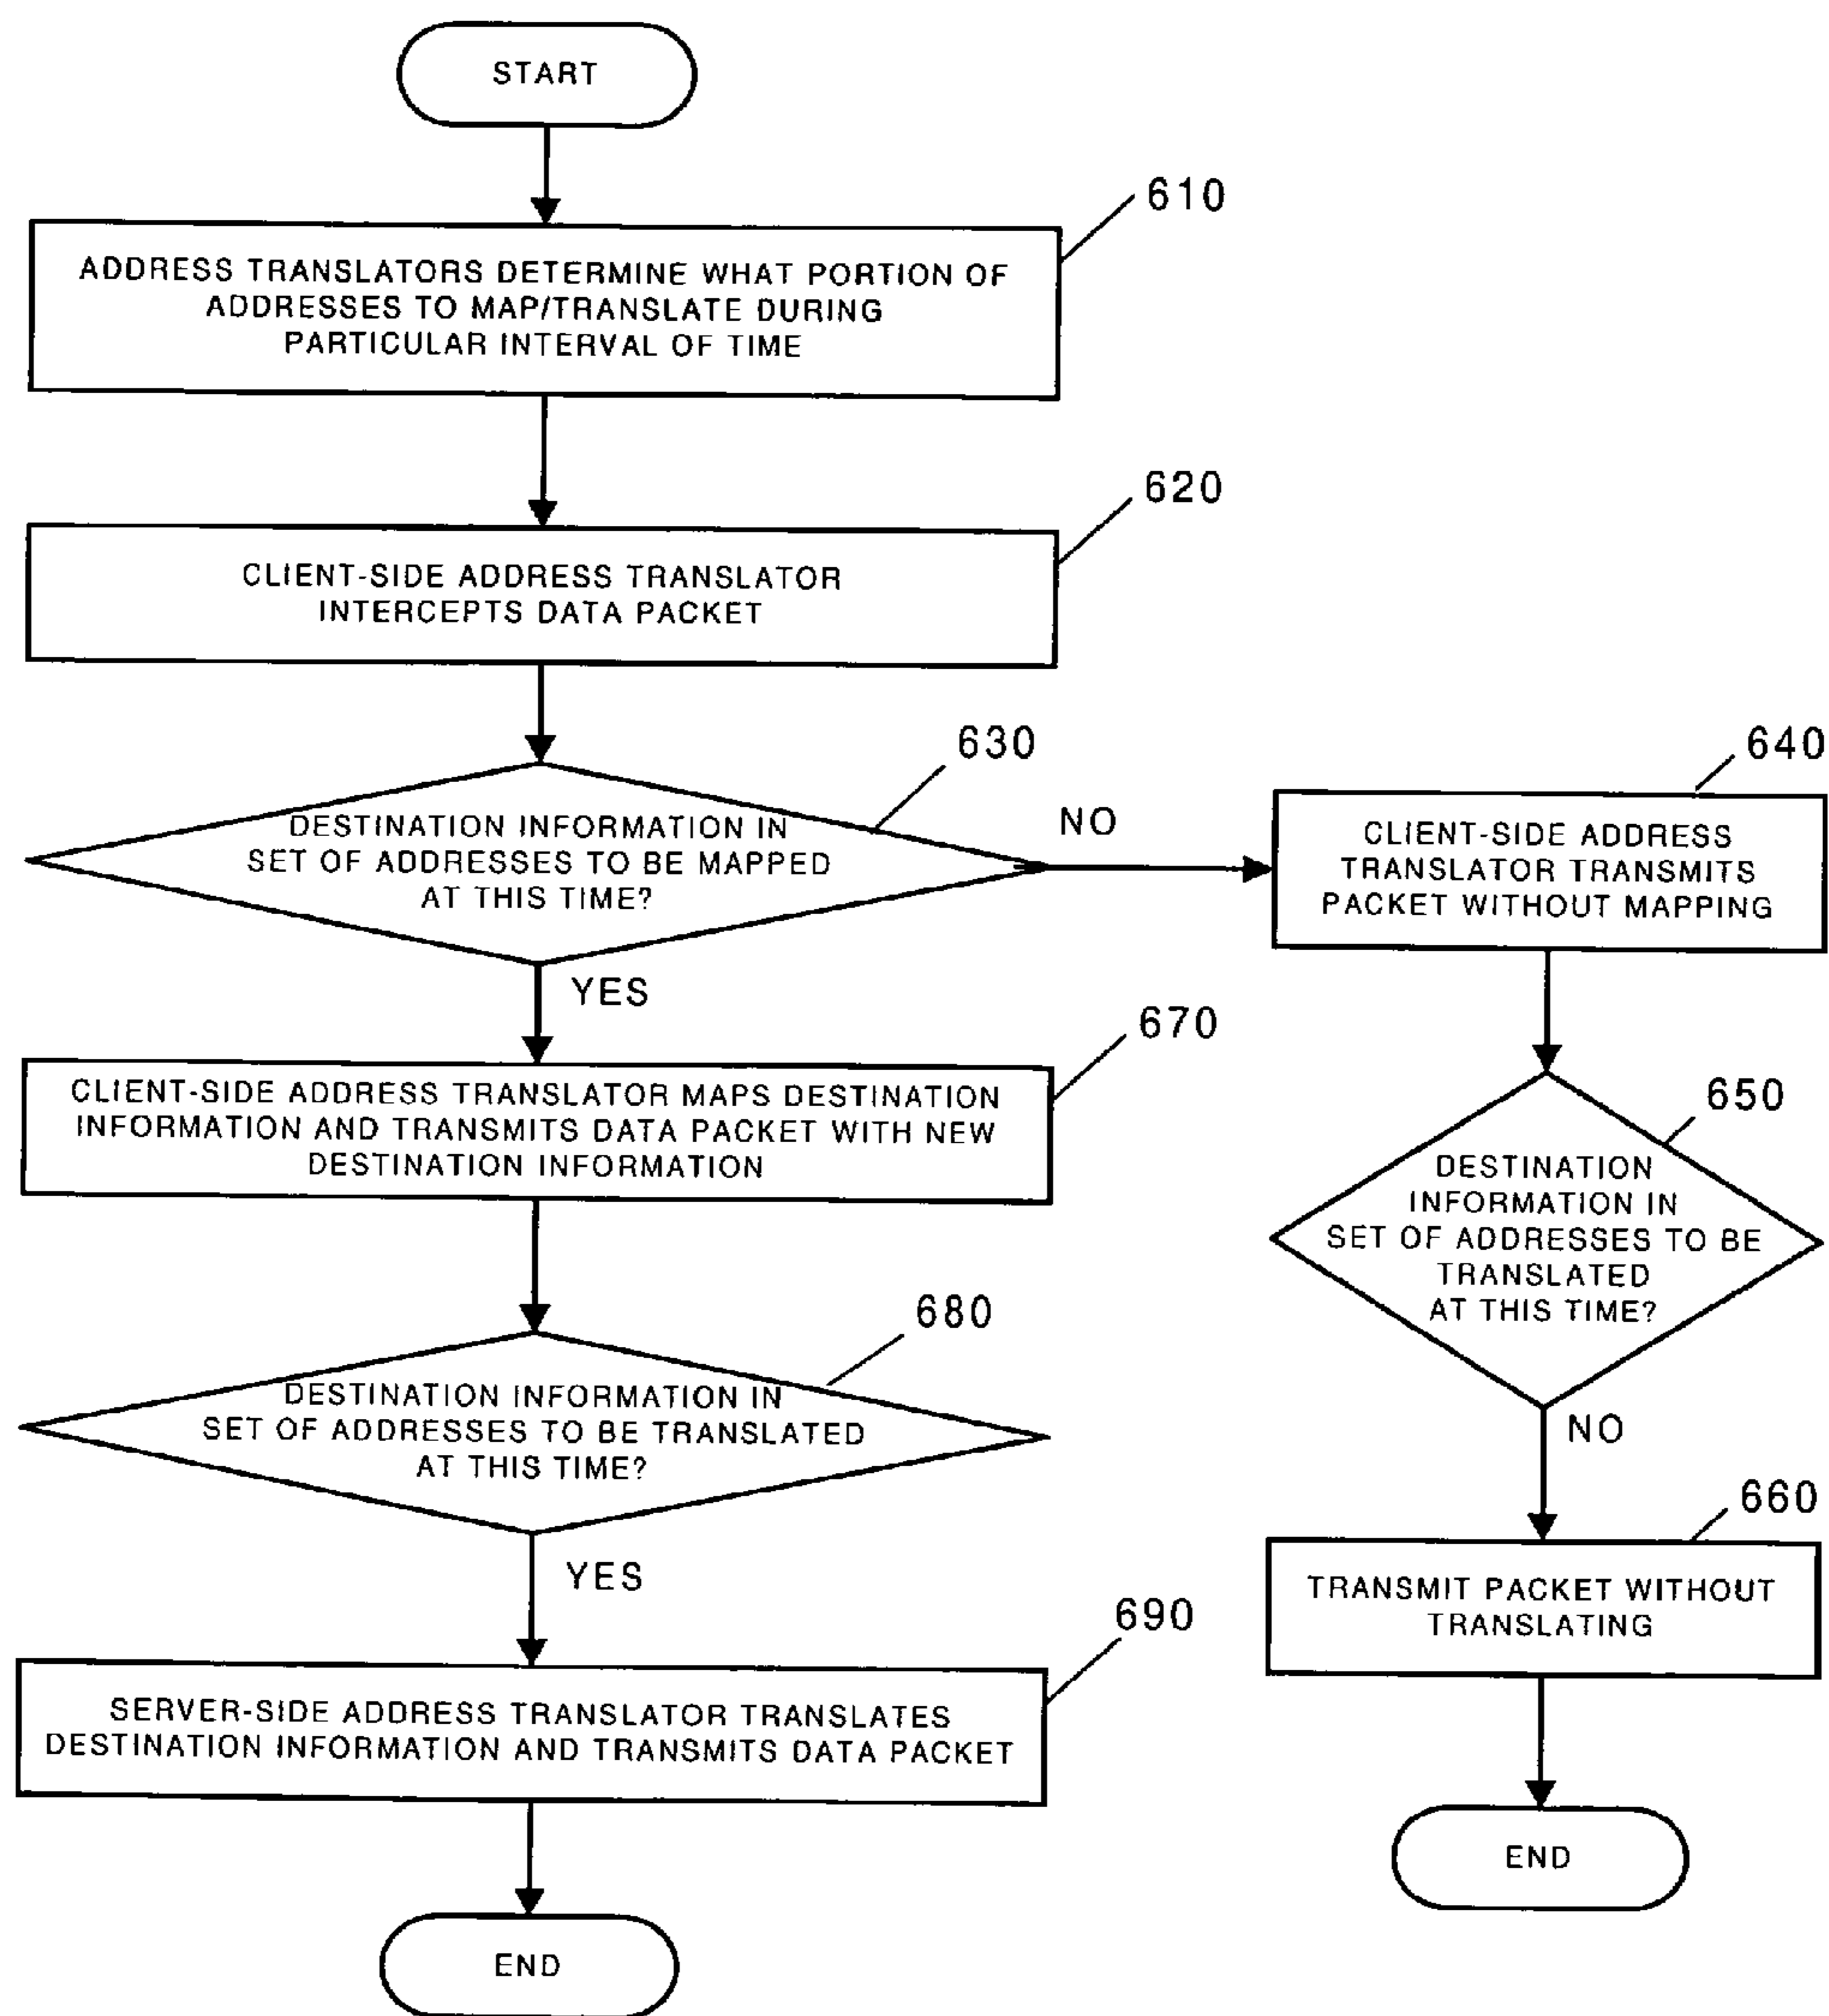 START
610
ADDRESS TRANSLATORS DETERMINE WHAT PORTION OF
ADDRESSES TO MAP/TRANSLATE DURING
PARTICULAR INTERVAL OF TIME
620
CLIENT-SIDE ADDRESS TRANSLATOR
INTERCEPTS DATA PACKET
630
DESTINATION INFORMATION IN
SET OF ADDRESSES TO BE MAPPED
AT THIS TIME?
NO
640
CLIENT-SIDE ADDRESS
TRANSLATOR TRANSMITS
PACKET WITHOUT MAPPING
YES
670
CLIENT-SIDE ADDRESS TRANSLATOR MAPS DESTINATION
INFORMATION AND TRANSMITS DATA PACKET WITH NEW
DESTINATION INFORMATION
650
DESTINATION
INFORMATION IN
SET OF ADDRESSES TO BE
TRANSLATED
AT THIS TIME?
NO
680
DESTINATION INFORMATION IN
SET OF ADDRESSES TO BE TRANSLATED
AT THIS TIME?
YES
660
TRANSMIT PACKET WITHOUT
TRANSLATING
690
SERVER-SIDE ADDRESS TRANSLATOR TRANSLATES
DESTINATION INFORMATION AND TRANSMITS DATA PACKET
END
END